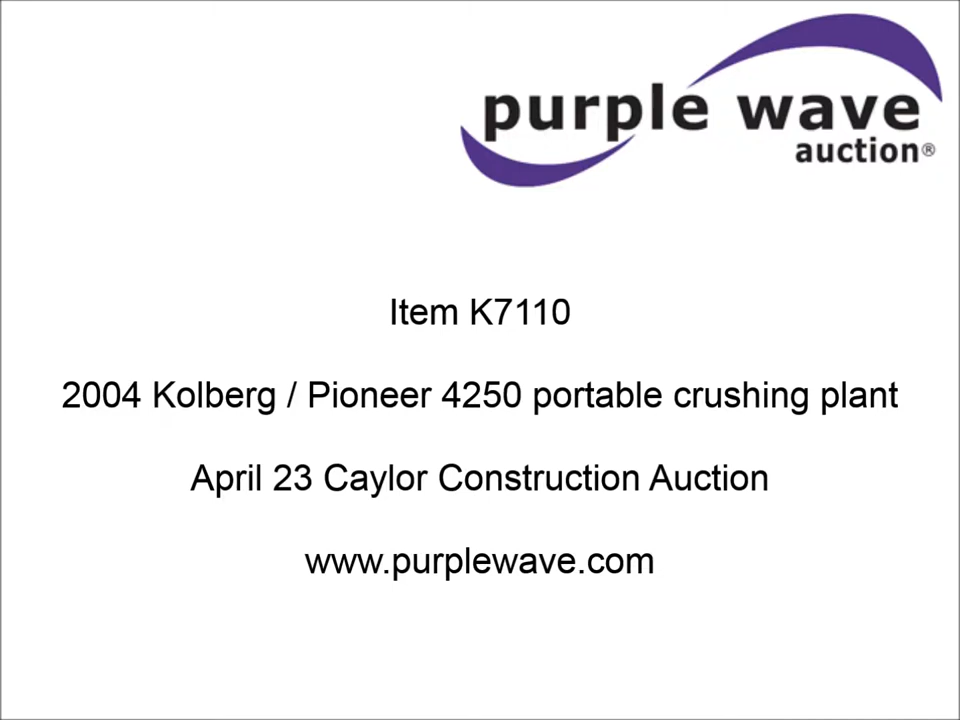 purple wave
auction®
Item K7110
2004 Kolberg / Pioneer 4250 portable crushing plant
April 23 Caylor Construction Auction
www.purplewave.com